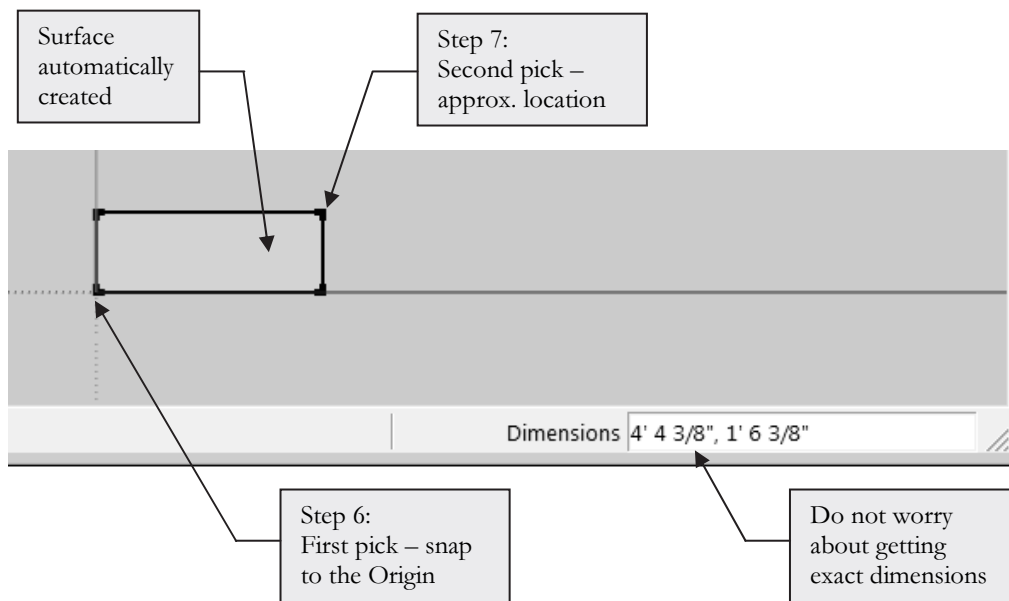 Surface
automatically
created
Step 7:
Second pick –
approx. location
Dimensions 4' 4 3/8", 1' 6 3/8"
Step 6:
First pick – snap
to the Origin
Do not worry
about getting
exact dimensions